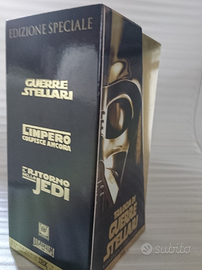 EDIZIONE SPECIALE
GUERRE
STELLARI
L'IMPERO
COLPISCE ANCORA
IL RITORNO
DELLO
JEDI
GUERRE
STELLARI
subito